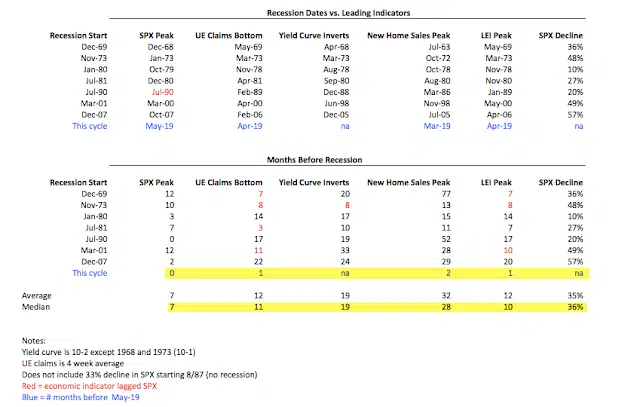 Recession Dates vs. Leading Indicators
Recession Start SPX Peak UE Claims Bottom Yield Curve Inverts New Home Sales Peak LEI Peak SPX Decline
Dec-69 Dec-68 May-69 Apr-68 Jul-63 May-69 36%
Nov-73 Jan-73 Mar-73 Mar-73 Oct-72 Mar-73 48%
Jan-80 Oct-79 Nov-78 Aug-78 Oct-78 Nov-78 10%
Jul-81 Dec-80 Apr-81 Sep-80 Aug-80 Nov-80 27%
Jul-90 Jul-90 Feb-89 Dec-88 Mar-86 Jan-89 20%
Mar-01 Mar-00 Apr-00 Jun-98 Nov-98 May-00 49%
Dec-07 Oct-07 Feb-06 Dec-05 Jul-05 Apr-06 57%
This cycle May-19 Apr-19 na Mar-19 Apr-19 na
Months Before Recession
Recession Start SPX Peak UE Claims Bottom Yield Curve Inverts New Home Sales Peak LEI Peak SPX Decline
Dec-69 12 7 20 77 7 36%
Nov-73 10 8 8 13 8 48%
Jan-80 3 14 17 15 14 10%
Jul-81 7 3 10 11 7 27%
Jul-90 0 17 19 52 17 20%
Mar-01 12 11 33 28 10 49%
Dec-07 2 22 24 29 20 57%
This cycle 0 1 na 2 1 na
Average 7 12 19 32 12 35%
Median 7 11 19 28 10 36%
Notes:
Yield curve is 10-2 except 1968 and 1973 (10-1)
UE claims is 4 week average
Does not include 33% decline in SPX starting 8/87 (no recession)
Red = economic indicator lagged SPX
Blue = # months before May-19